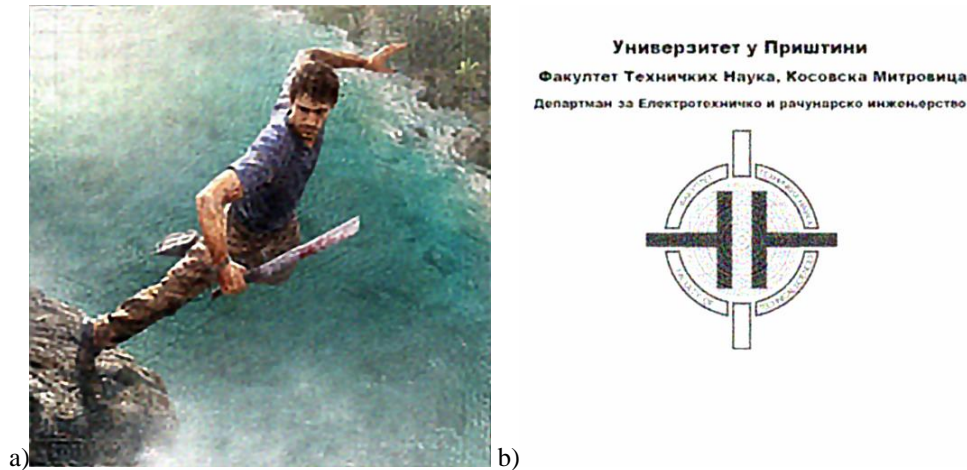 Универзитет у Приштини
Факултет Техничких Наука, Косовска Митровица
Департман за Електротехничко и рачунарско инжењерство
a)
b)